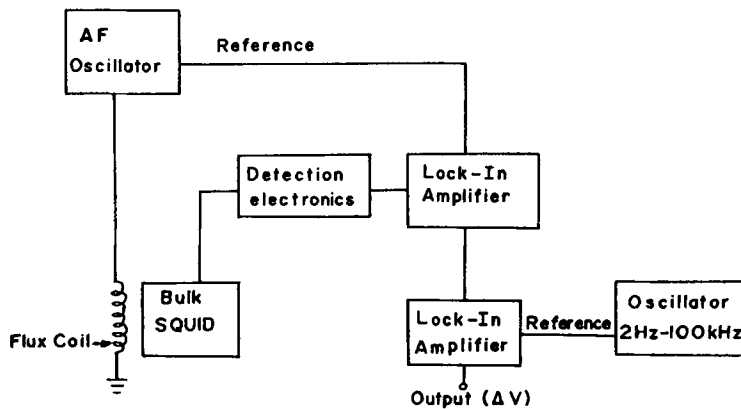 AF
Oscillator
Reference
Detection
electronics
Lock-In
Amplifier
Bulk
SQUID
Flux Coil
Lock-In
Amplifier
Reference
Oscillator
2Hz-100kHz
Output (ΔV)